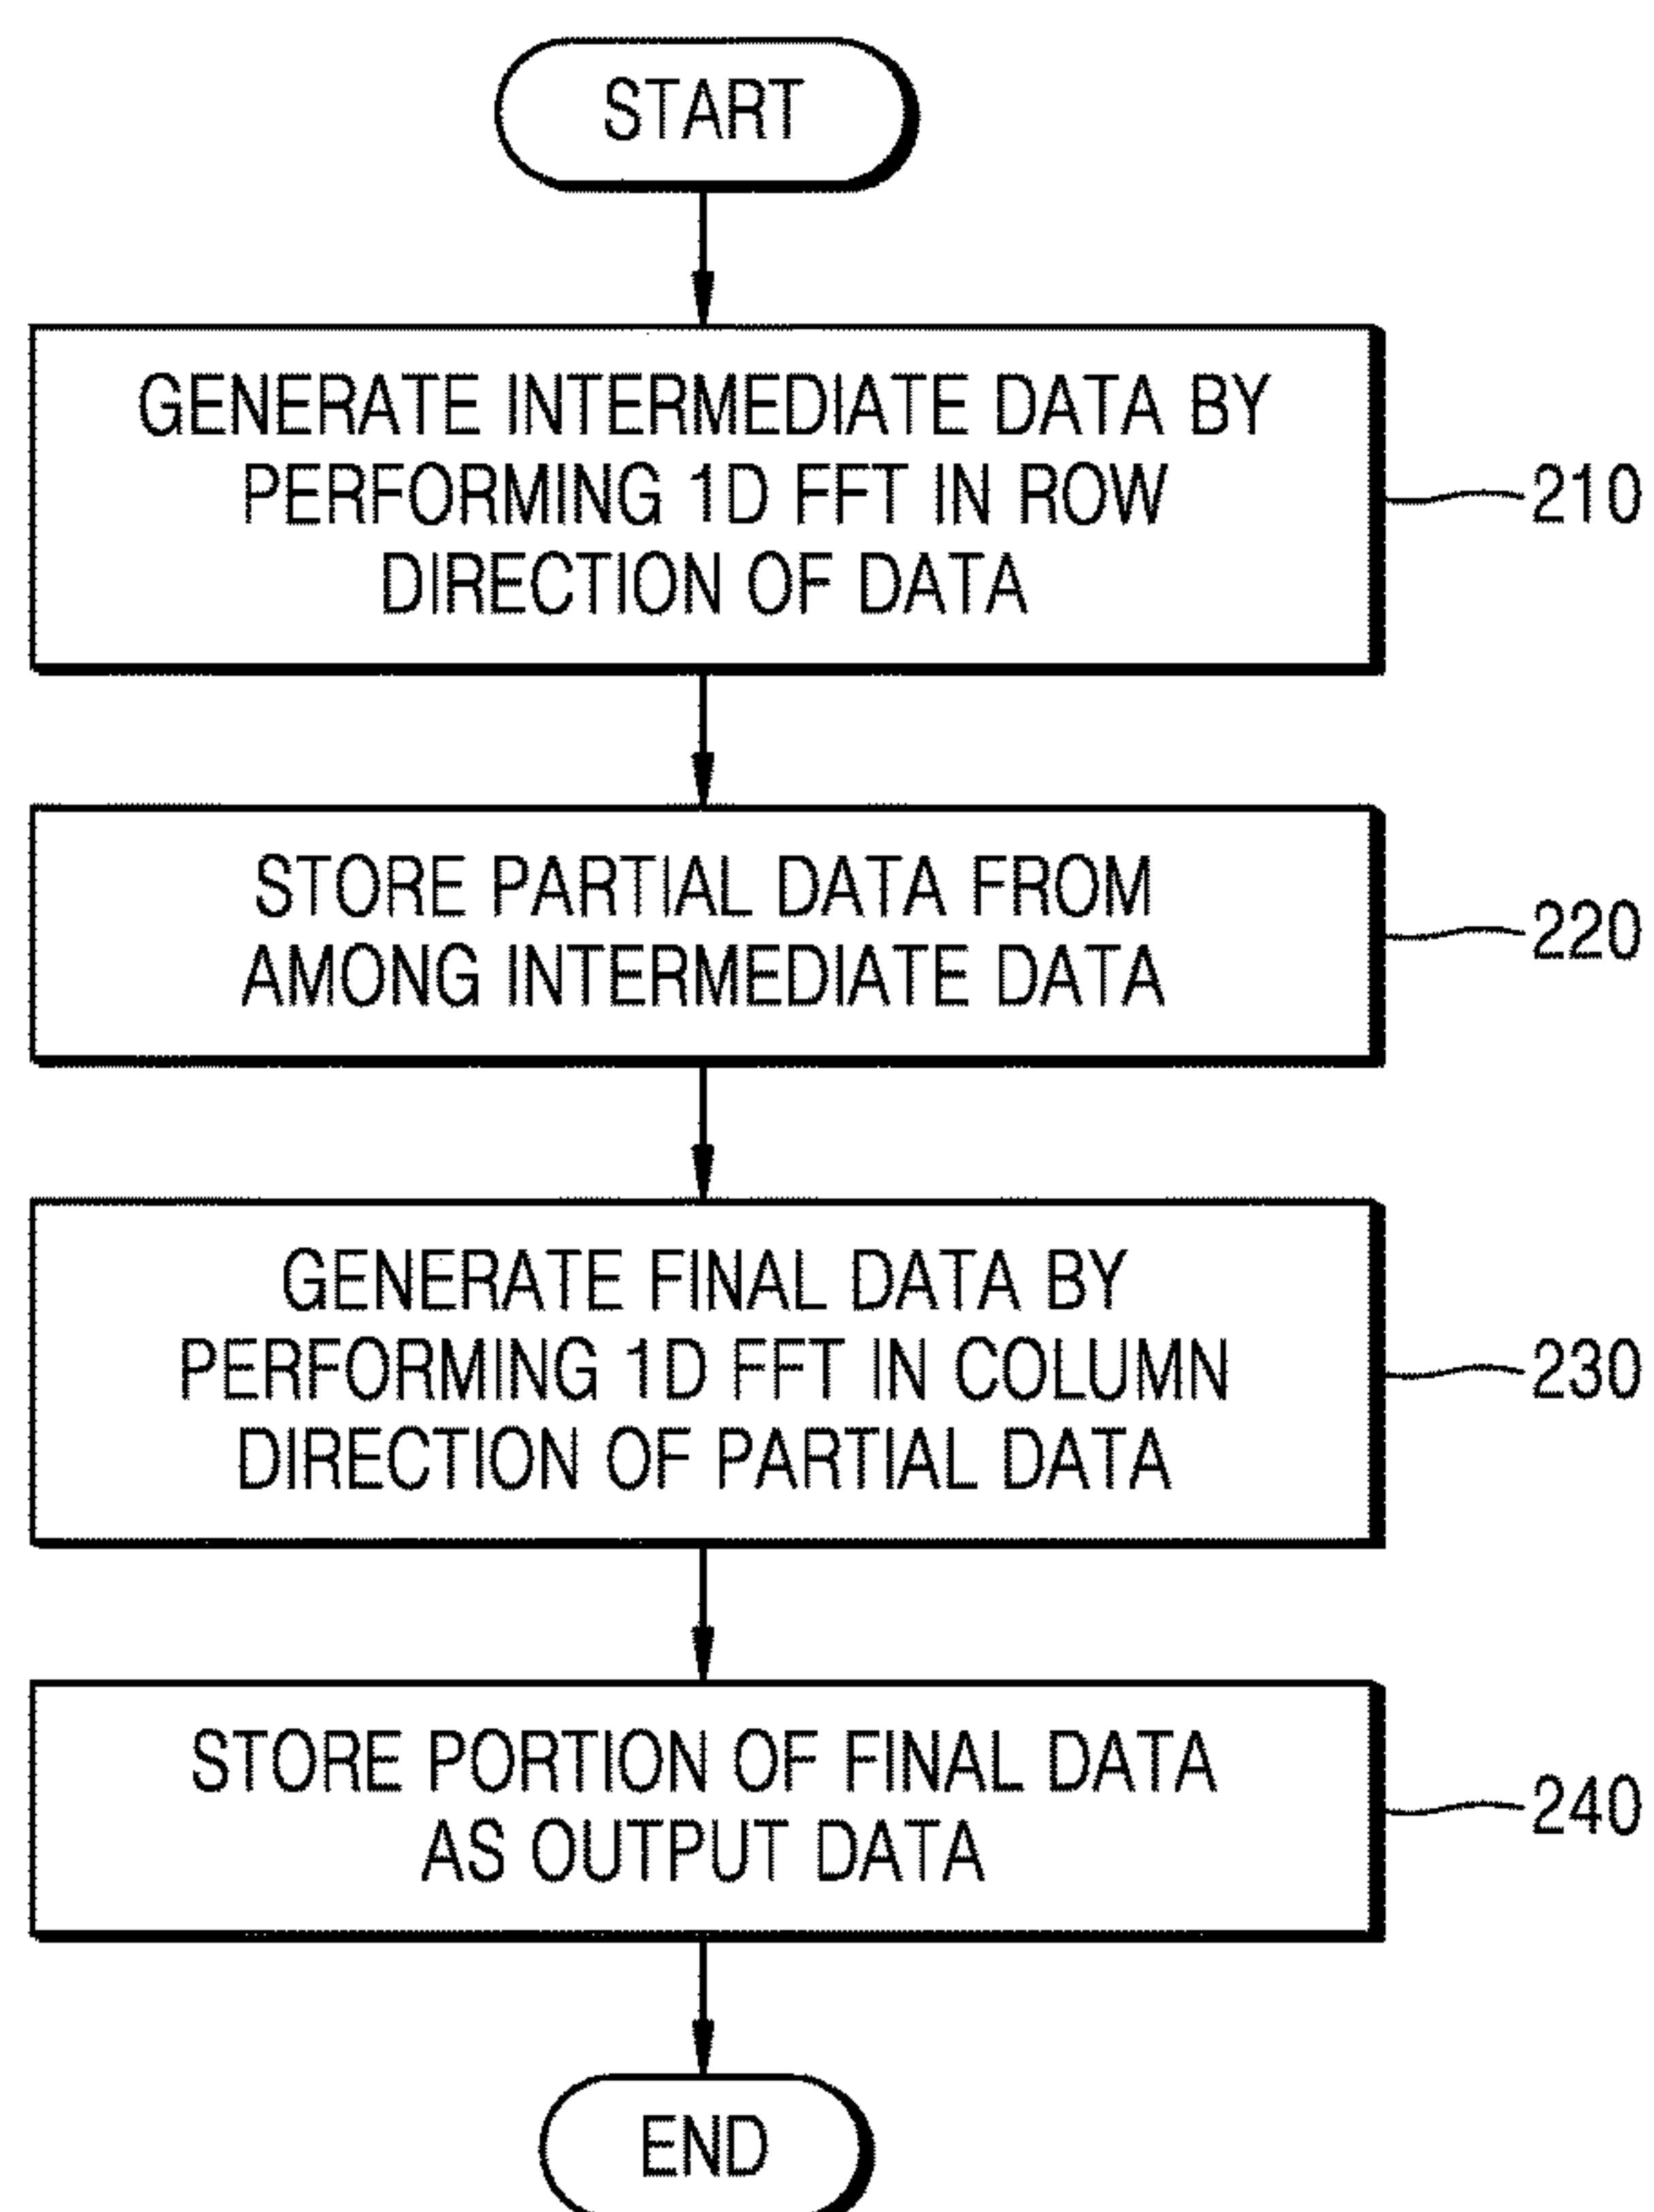 START
GENERATE INTERMEDIATE DATA BY
PERFORMING 1D FFT IN ROW
DIRECTION OF DATA
210
STORE PARTIAL DATA FROM
AMONG INTERMEDIATE DATA
220
GENERATE FINAL DATA BY
PERFORMING 1D FFT IN COLUMN
DIRECTION OF PARTIAL DATA
230
STORE PORTION OF FINAL DATA
AS OUTPUT DATA
240
END